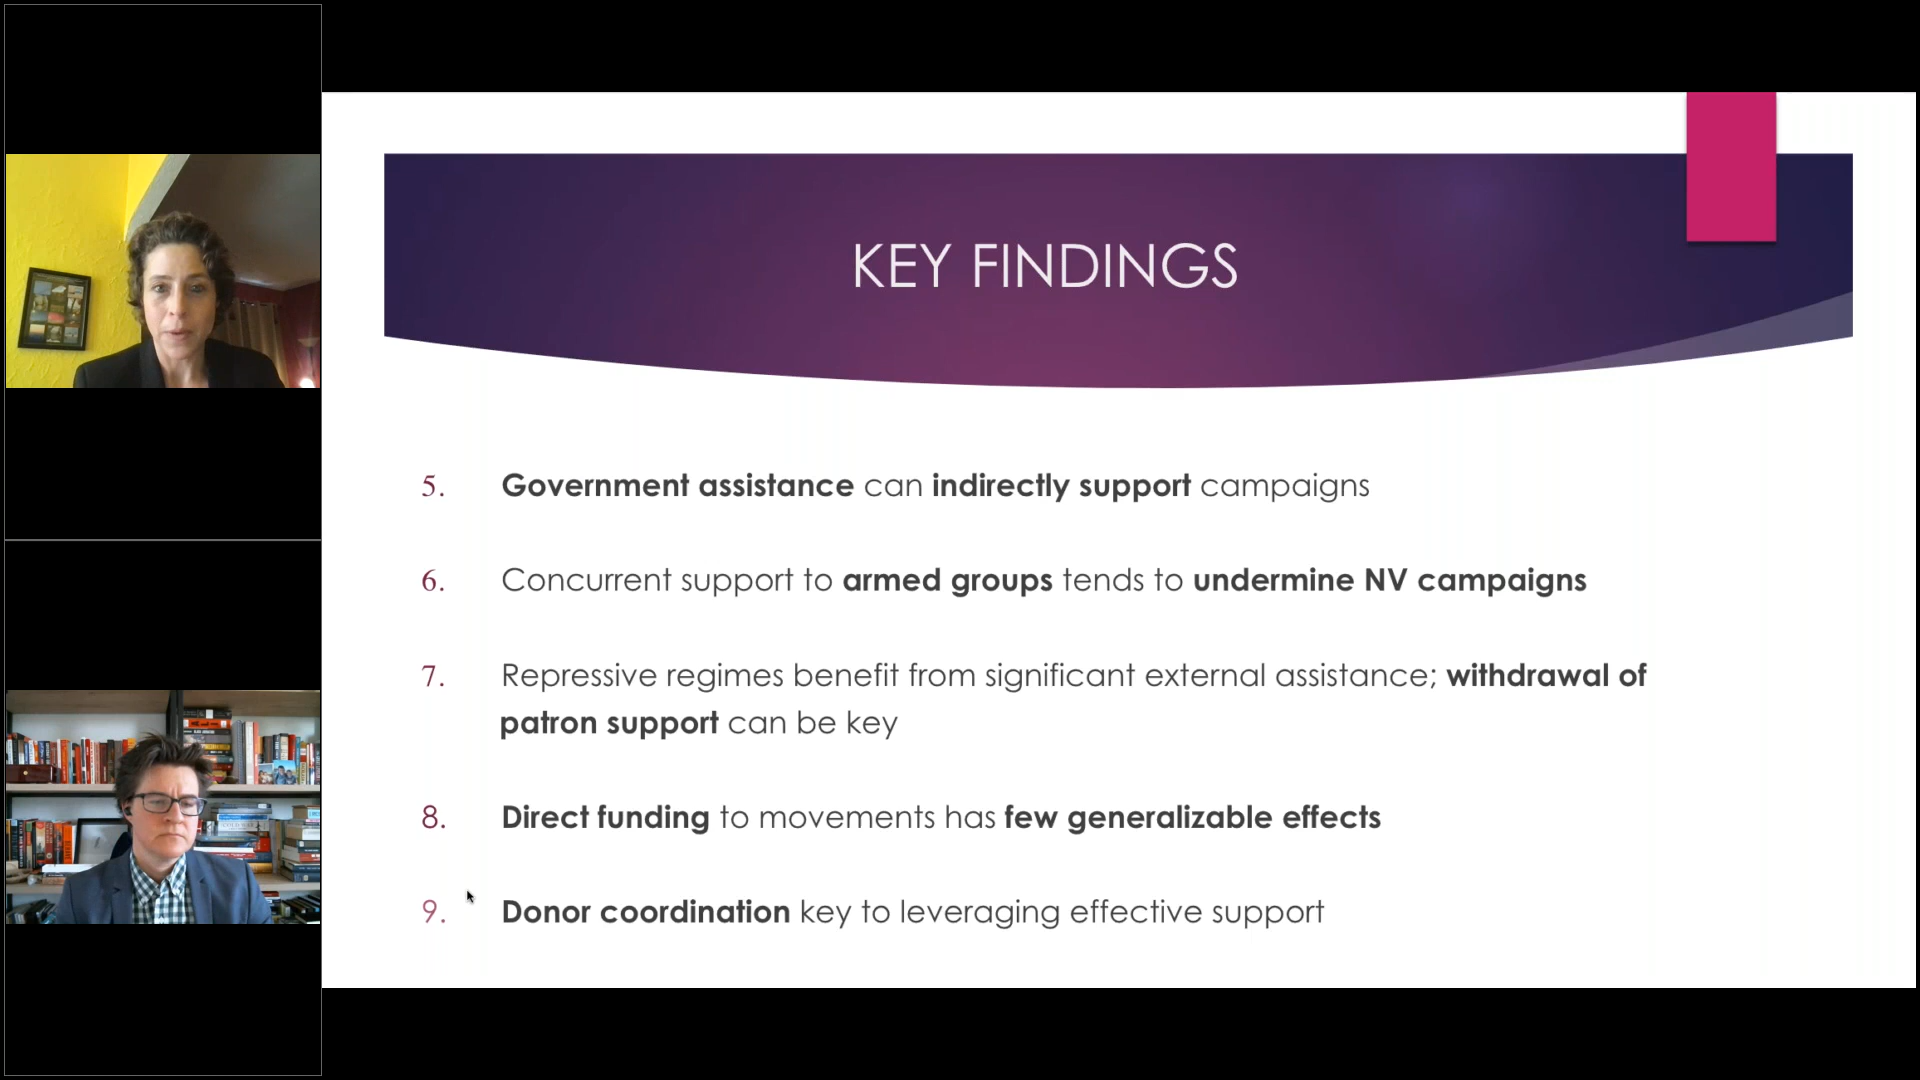 KEY FINDINGS
5. Government assistance can indirectly support campaigns
6. Concurrent support to armed groups tends to undermine NV campaigns
7. Repressive regimes benefit from significant external assistance; withdrawal of
patron support can be key
8. Direct funding to movements has few generalizable effects
9. Donor coordination key to leveraging effective support